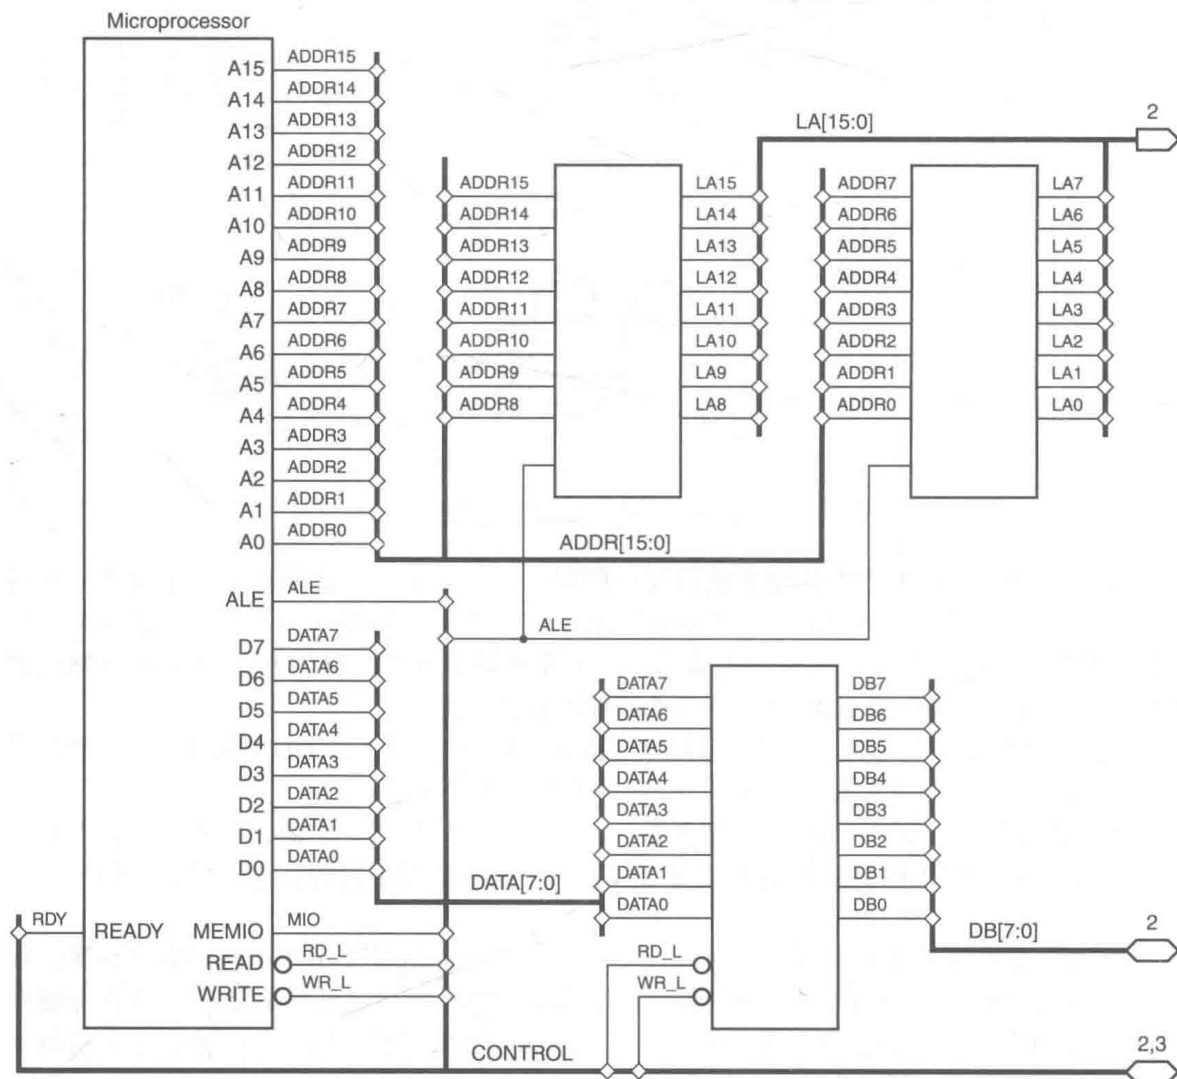 Microprocessor
A15 ADDR15
A14 ADDR14
A13 ADDR13
A12 ADDR12
A11 ADDR11
A10 ADDR10
A9 ADDR9
A8 ADDR8
A7 ADDR7
A6 ADDR6
A5 ADDR5
A4 ADDR4
A3 ADDR3
A2 ADDR2
A1 ADDR1
A0 ADDR0
ALE ALE
D7 DATA7
D6 DATA6
D5 DATA5
D4 DATA4
D3 DATA3
D2 DATA2
D1 DATA1
D0 DATA0
RDY READY MEMIO MIO
READ RD_L
WRITE WR_L
ADDR15 LA15
ADDR14 LA14
ADDR13 LA13
ADDR12 LA12
ADDR11 LA11
ADDR10 LA10
ADDR9 LA9
ADDR8 LA8
LA[15:0] 2
ADDR7 LA7
ADDR6 LA6
ADDR5 LA5
ADDR4 LA4
ADDR3 LA3
ADDR2 LA2
ADDR1 LA1
ADDR0 LA0
ADDR[15:0]
ALE
DATA7 DB7
DATA6 DB6
DATA5 DB5
DATA4 DB4
DATA3 DB3
DATA2 DB2
DATA1 DB1
DATA0 DB0
DATA[7:0]
DB[7:0] 2
RD_L
WR_L
CONTROL 2,3